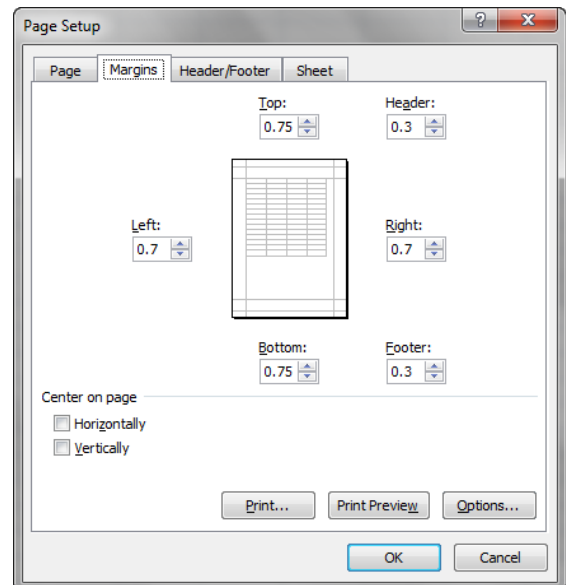 Page Setup
Page Margins Header/Footer Sheet
Top: Header:
0.75 0.3
Left: Right:
0.7 0.7
Bottom: Footer:
0.75 0.3
Center on page
Horizontally
Vertically
Print... Print Preview Options...
OK Cancel